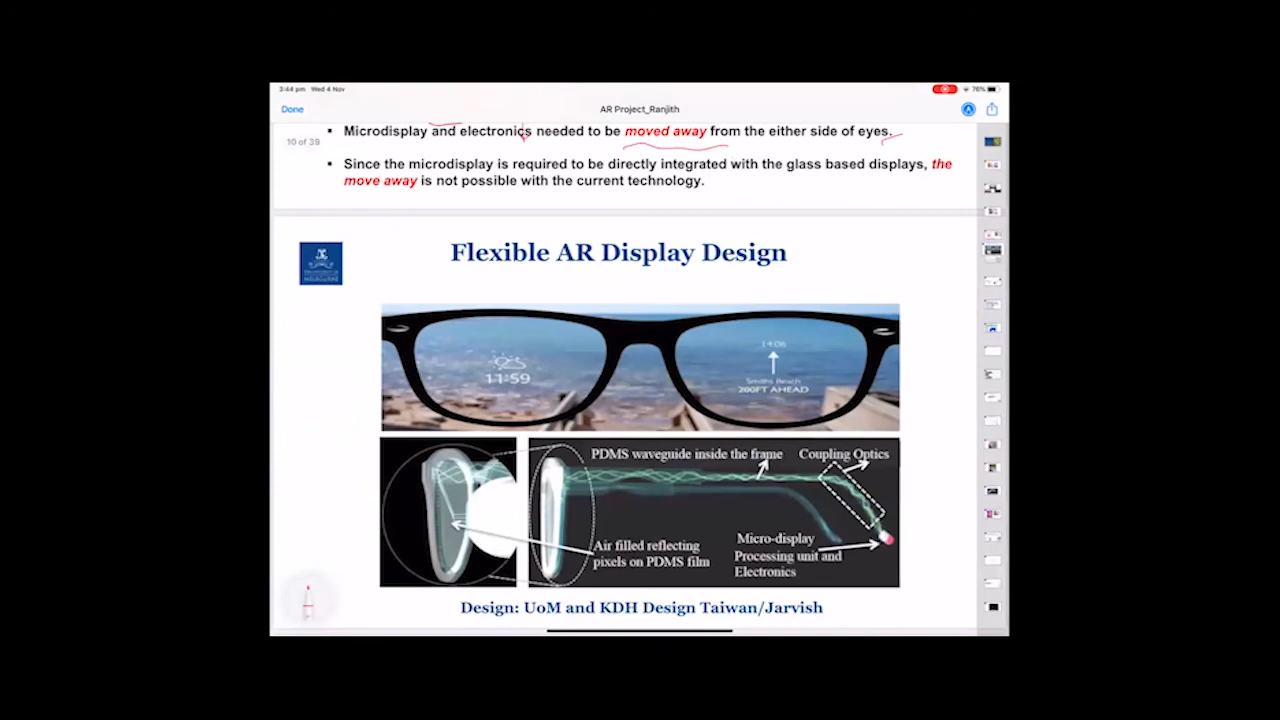 3:44 pm Wed 4 Nov
76%
Done
AR Project_Ranjith
10 of 39
▪ Microdisplay and electronics needed to be moved away from the either side of eyes.
▪ Since the microdisplay is required to be directly integrated with the glass based displays, the
move away is not possible with the current technology.
Flexible AR Display Design
MELBOURNE
11:59
14:06
Smiths Beach
200FT AHEAD
PDMS waveguide inside the frame
Coupling Optics
Air filled reflecting
pixels on PDMS film
Micro-display
Processing unit and
Electronics
Design: UoM and KDH Design Taiwan/Jarvish